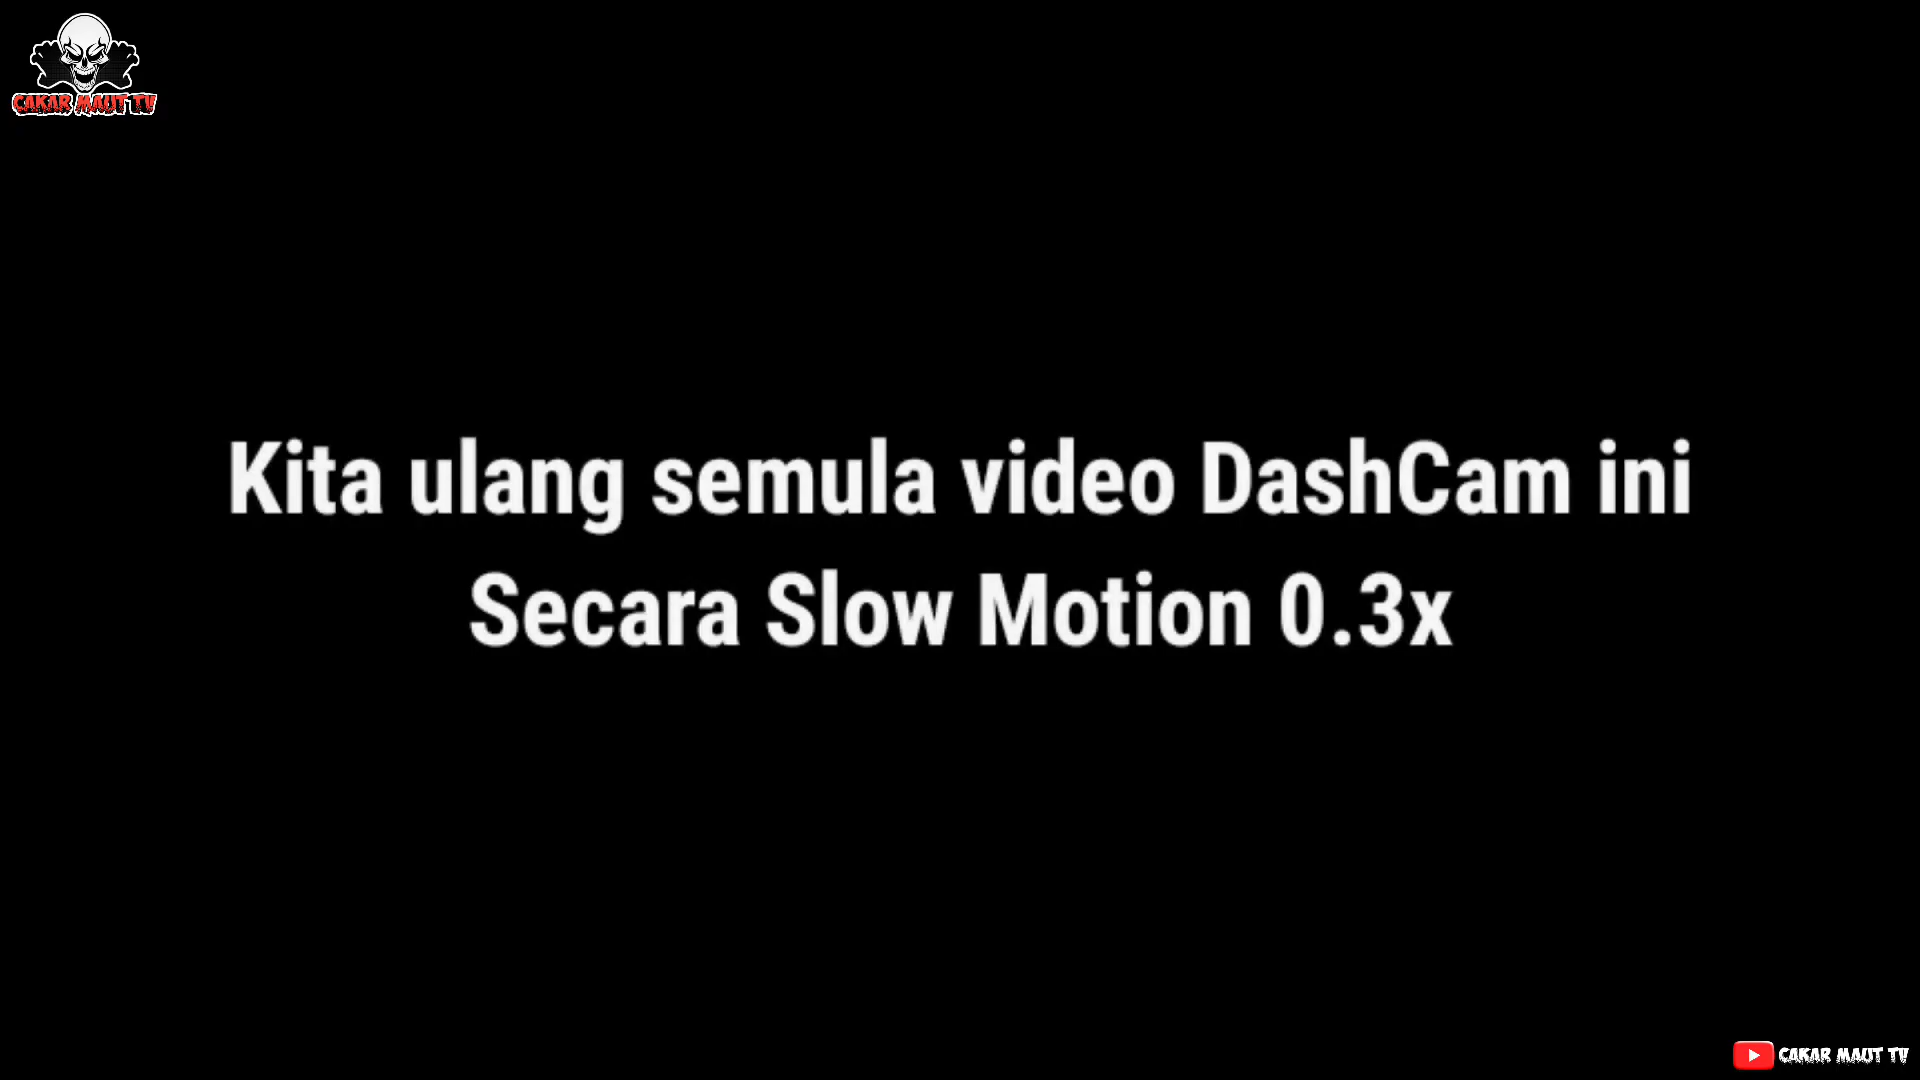 CAKAR MAUT TV
Kita ulang semula video DashCam ini
Secara Slow Motion 0.3x
CAKAR MAUT TV